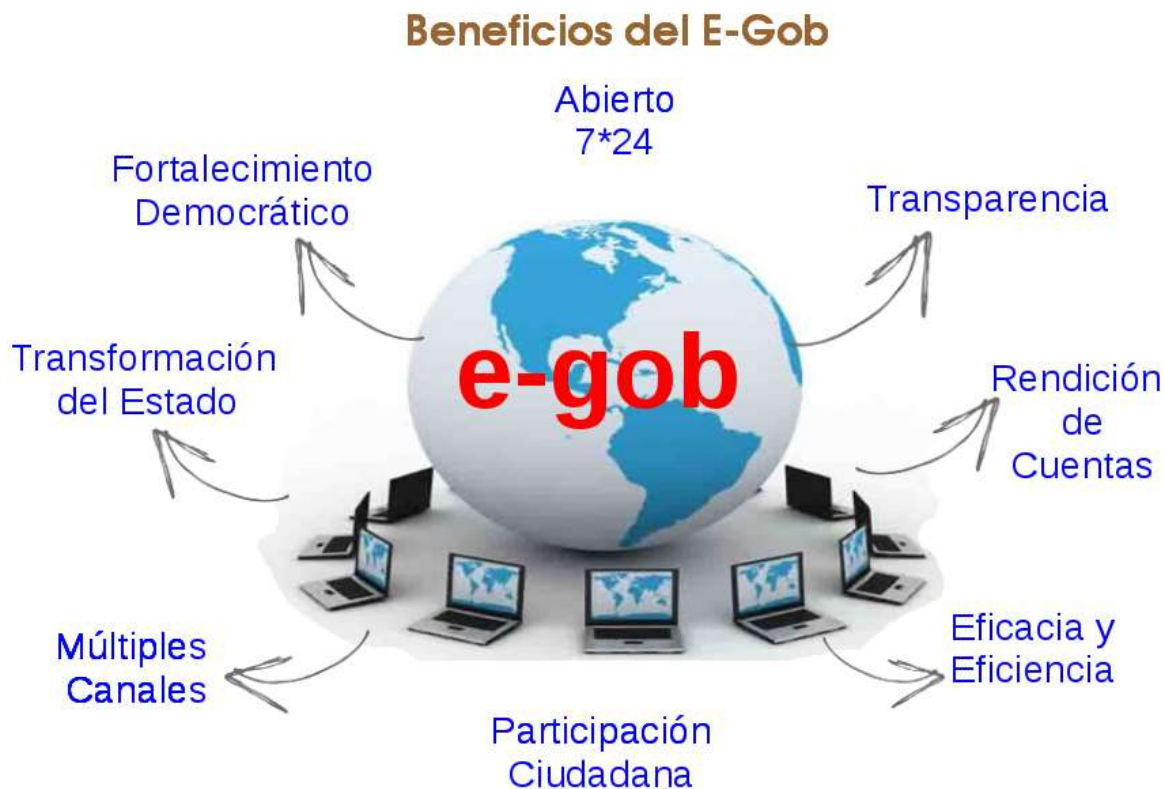 Beneficios del E-Gob
Abierto
7*24
Fortalecimiento
Democrático
Transparencia
e-gob
Transformación
del Estado
Rendición
de
Cuentas
Múltiples
Canales
Eficacia y
Eficiencia
Participación
Ciudadana